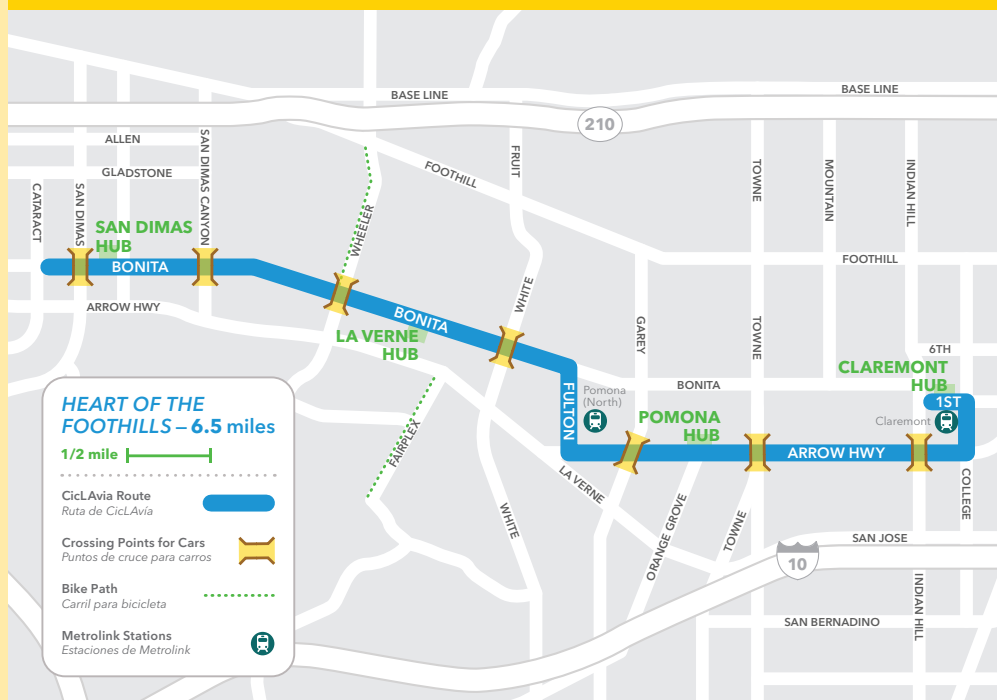 BASE LINE
BASE LINE
210
ALLEN
GLADSTONE
SAN DIMAS CANYON
FRUIT
FOOTHILL
TOWNE
MOUNTAIN
INDIAN HILL
CATARACT
SAN DIMAS
SAN DIMAS
HUB
BONITA
WHEELER
FOOTHILL
ARROW HWY
WHITE
BONITA
LA VERNE
HUB
GAREY
TOWNE
6TH
CLAREMONT
HUB
1ST
BONITA
FULTON
Pomona
(North)
POMONA
HUB
Claremont
ARROW HWY
FAIRPLEX
LA VERNE
COLLEGE
WHITE
ORANGE GROVE
TOWNE
SAN JOSE
10
INDIAN HILL
SAN BERNADINO
HEART OF THE
FOOTHILLS – 6.5 miles
1/2 mile
CicLAvia Route
Ruta de CicLAvía
Crossing Points for Cars
Puntos de cruce para carros
Bike Path
Carril para bicicleta
Metrolink Stations
Estaciones de Metrolink